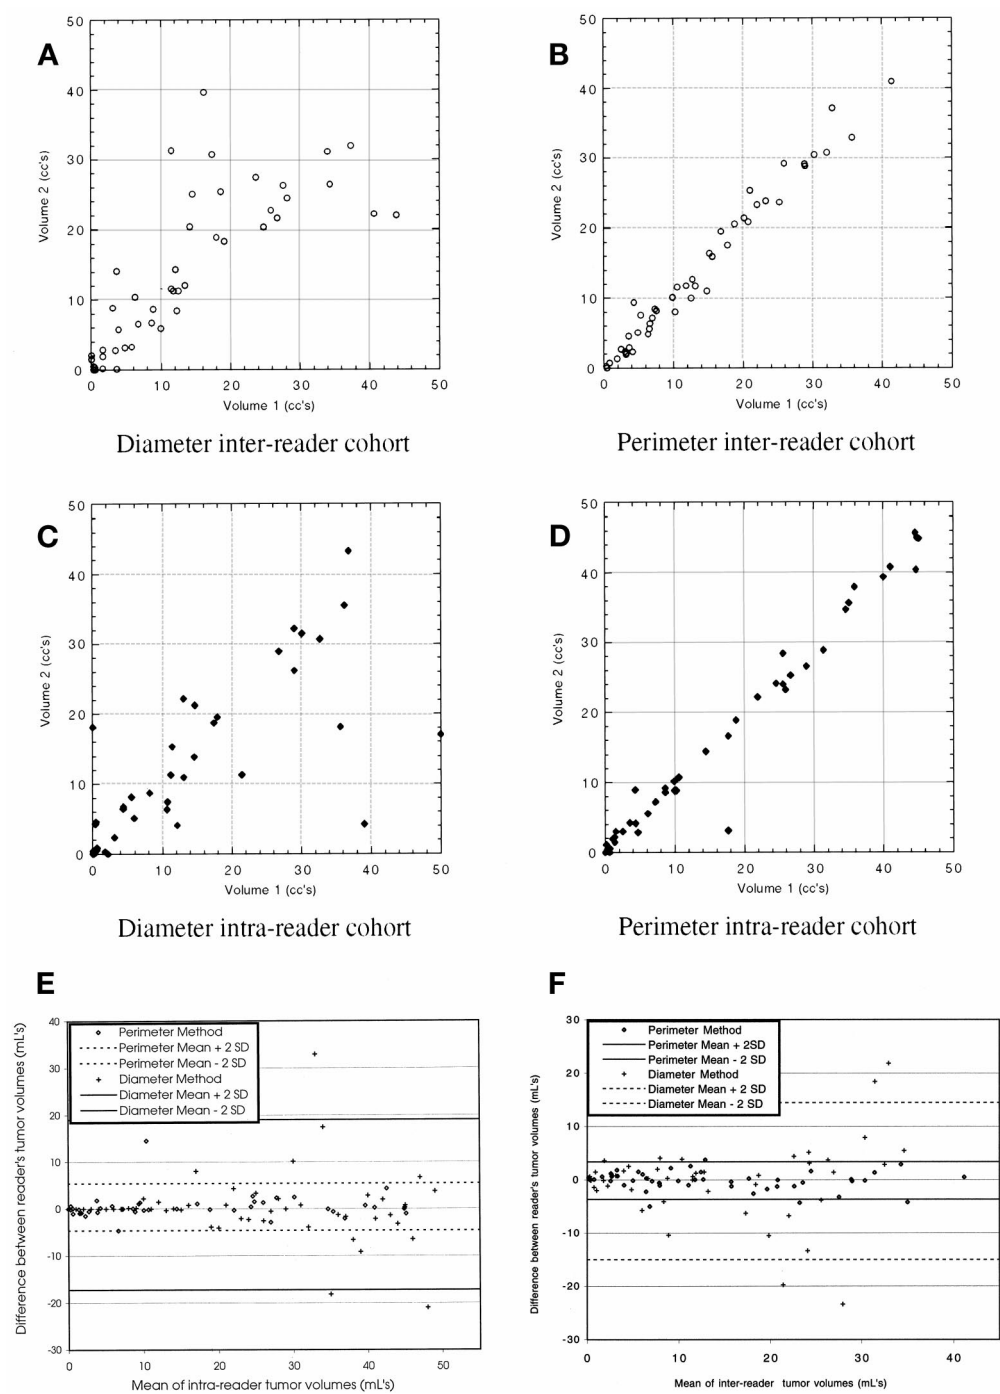 A
B
50
40
30
20
10
0
Volume 2 (cc's)
0 10 20 30 40 50
Volume 1 (cc's)
Diameter inter-reader cohort
50
40
30
20
10
0
Volume 2 (cc's)
0 10 20 30 40 50
Volume 1 (cc's)
Perimeter inter-reader cohort
C
D
50
40
30
20
10
0
Volume 2 (cc's)
0 10 20 30 40 50
Volume 1 (cc's)
Diameter intra-reader cohort
50
40
30
20
10
0
Volume 2 (cc's)
0 10 20 30 40 50
Volume 1 (cc's)
Perimeter intra-reader cohort
E
F
40
30
20
10
0
-10
-20
-30
Difference between reader's tumor volumes (mL's)
Perimeter Method
Perimeter Mean + 2 SD
Perimeter Mean - 2 SD
Diameter Method
Diameter Mean + 2 SD
Diameter Mean - 2 SD
0 10 20 30 40 50
Mean of intra-reader tumor volumes (mL's)
30
20
10
0
-10
-20
-30
Difference between reader's tumor volumes (mL's)
Perimeter Method
Perimeter Mean + 2SD
Perimeter Mean - 2 SD
Diameter Method
Diameter Mean + 2 SD
Diameter Mean - 2 SD
0 10 20 30 40
Mean of inter-reader tumor volumes (mL's)